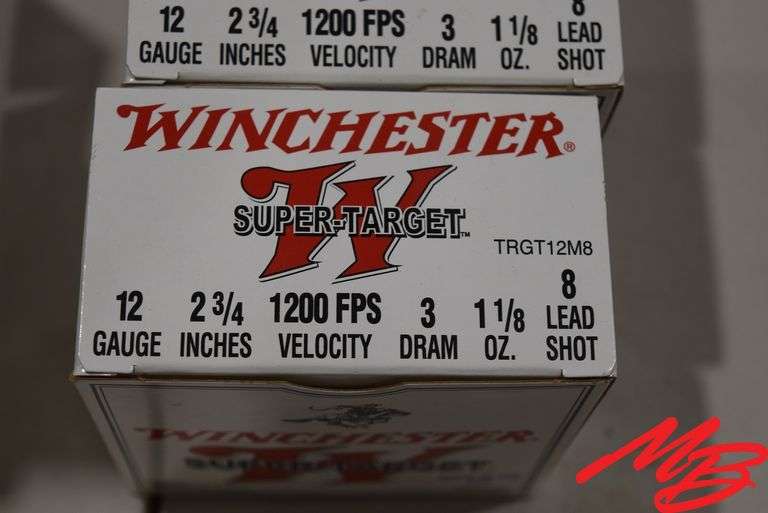 12 2 3/4 1200 FPS 3 1 1/8 8
GAUGE INCHES VELOCITY DRAM OZ. LEAD SHOT
WINCHESTER®
W
SUPER-TARGET™
TRGT12M8
12 2 3/4 1200 FPS 3 1 1/8 8
GAUGE INCHES VELOCITY DRAM OZ. LEAD SHOT
WINCHESTER
SUPER-TARGET
MB